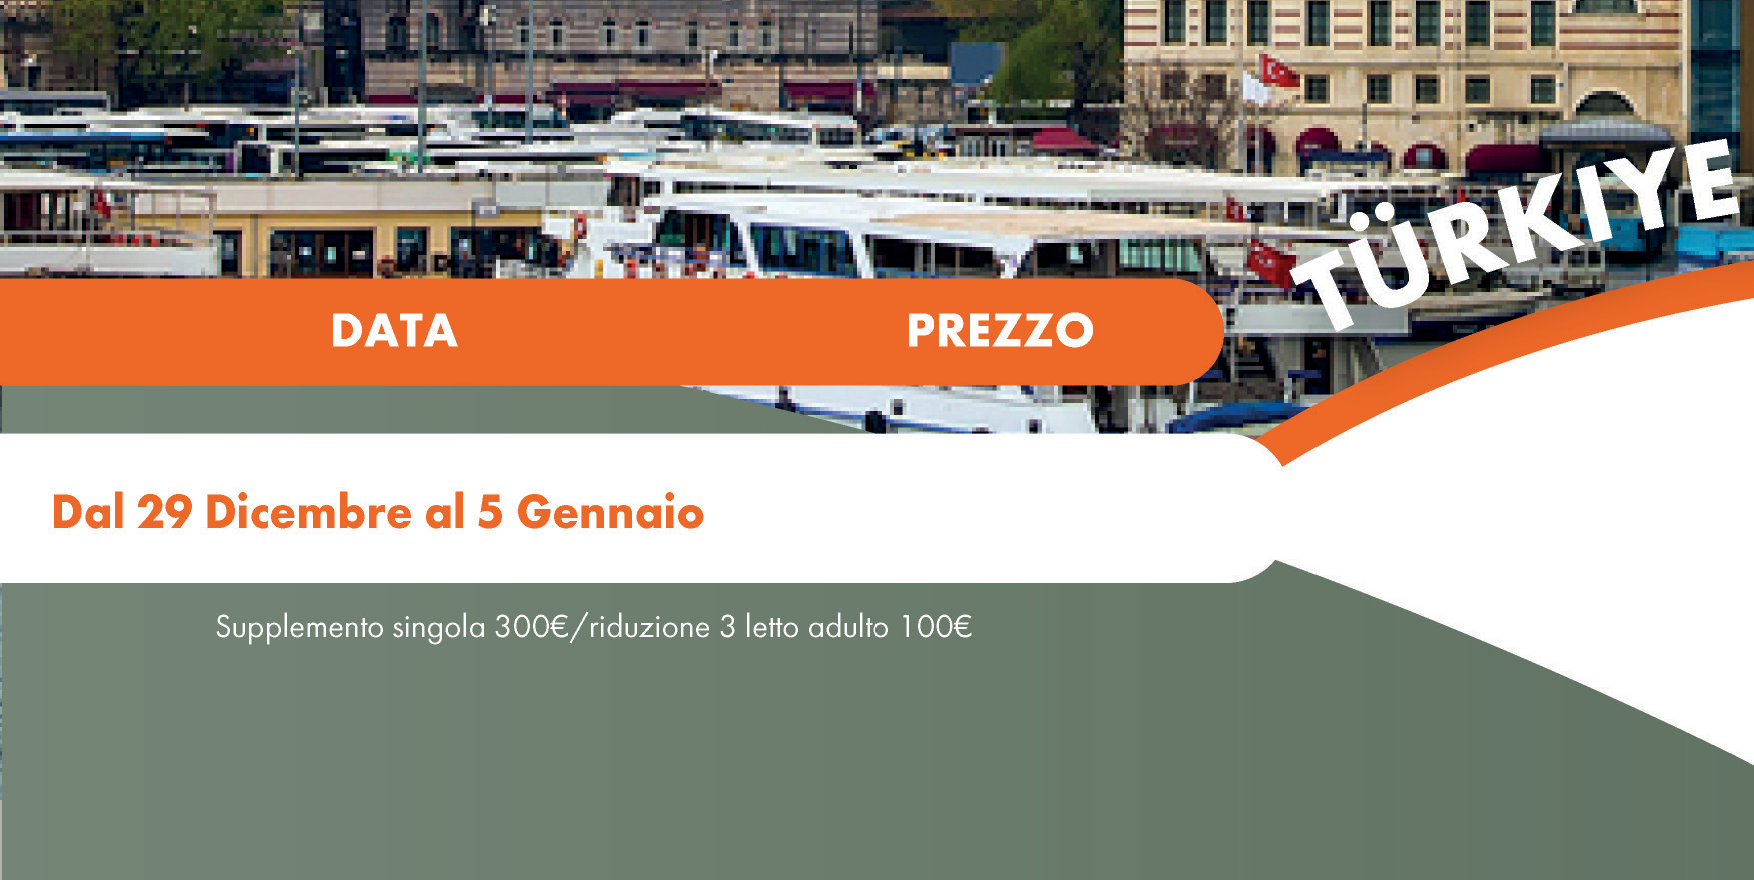 TÜRKIYE
DATA PREZZO
Dal 29 Dicembre al 5 Gennaio
Supplemento singola 300€/riduzione 3 letto adulto 100€